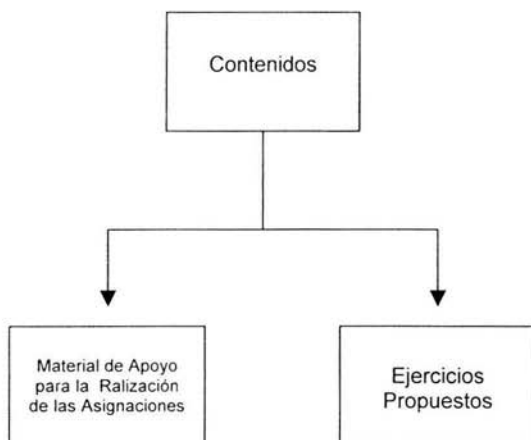 Contenidos
Material de Apoyo
para la Ralización
de las Asignaciones
Ejercicios
Propuestos